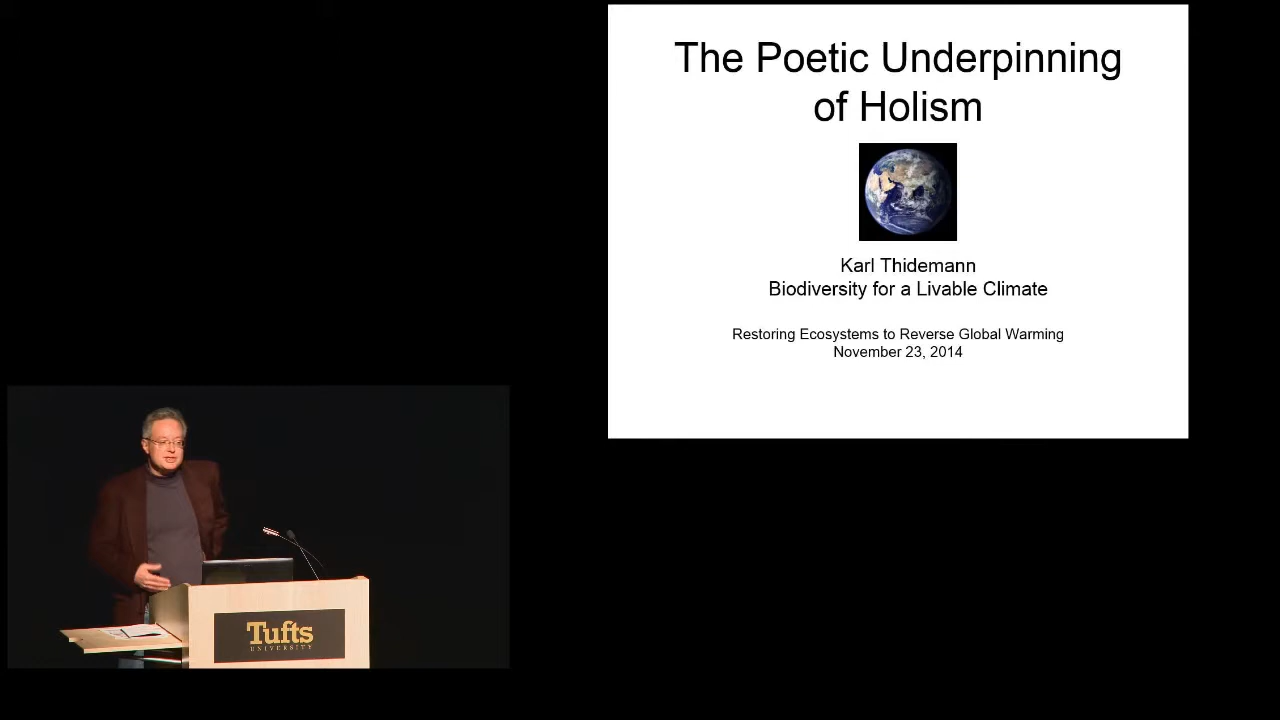 The Poetic Underpinning
of Holism
Karl Thidemann
Biodiversity for a Livable Climate
Restoring Ecosystems to Reverse Global Warming
November 23, 2014
Tufts
UNIVERSITY